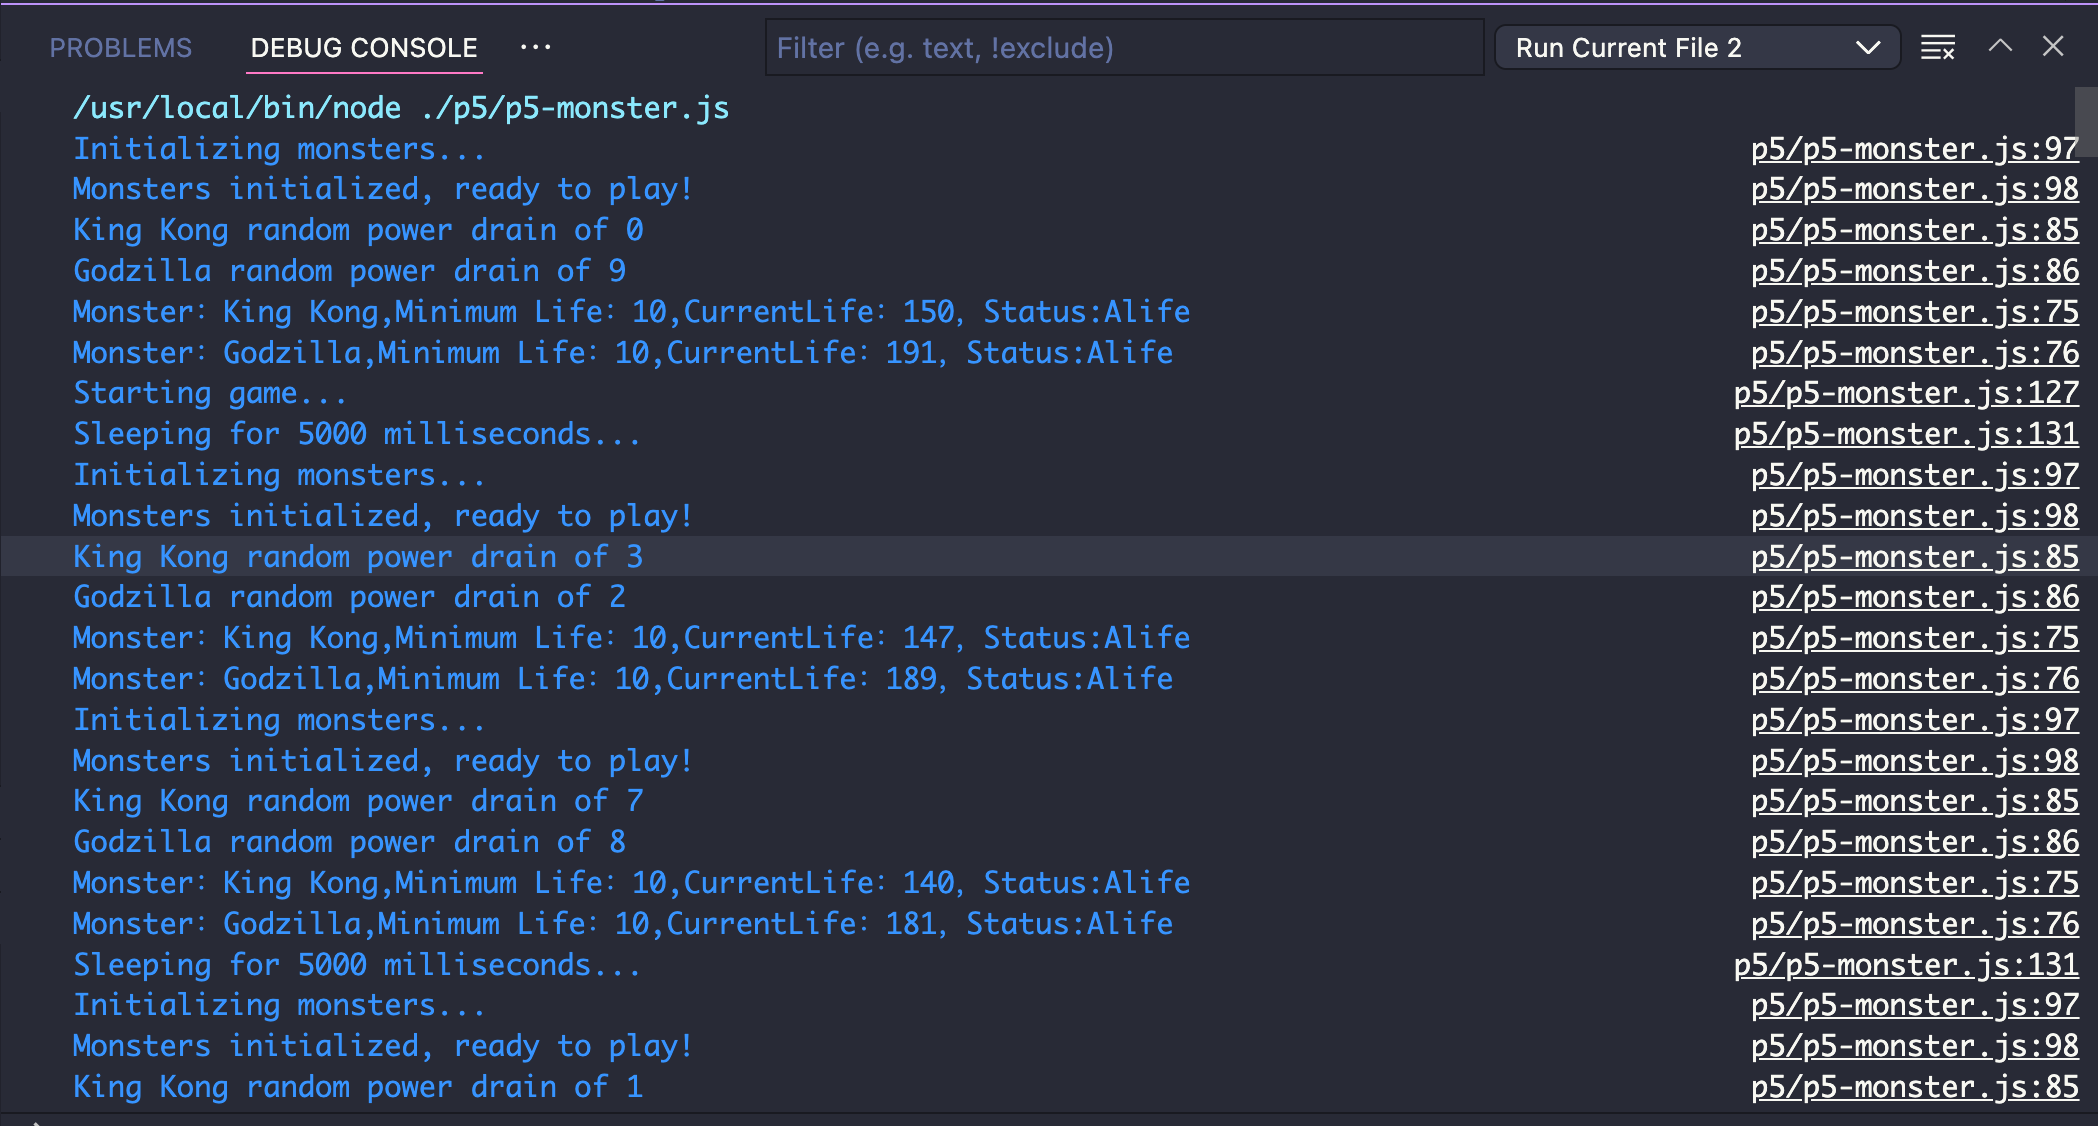 PROBLEMS DEBUG CONSOLE ··· Filter (e.g. text, !exclude) Run Current File 2
/usr/local/bin/node ./p5/p5-monster.js
Initializing monsters... p5/p5-monster.js:97
Monsters initialized, ready to play! p5/p5-monster.js:98
King Kong random power drain of 0 p5/p5-monster.js:85
Godzilla random power drain of 9 p5/p5-monster.js:86
Monster: King Kong,Minimum Life: 10,CurrentLife: 150, Status:Alife p5/p5-monster.js:75
Monster: Godzilla,Minimum Life: 10,CurrentLife: 191, Status:Alife p5/p5-monster.js:76
Starting game... p5/p5-monster.js:127
Sleeping for 5000 milliseconds... p5/p5-monster.js:131
Initializing monsters... p5/p5-monster.js:97
Monsters initialized, ready to play! p5/p5-monster.js:98
King Kong random power drain of 3 p5/p5-monster.js:85
Godzilla random power drain of 2 p5/p5-monster.js:86
Monster: King Kong,Minimum Life: 10,CurrentLife: 147, Status:Alife p5/p5-monster.js:75
Monster: Godzilla,Minimum Life: 10,CurrentLife: 189, Status:Alife p5/p5-monster.js:76
Initializing monsters... p5/p5-monster.js:97
Monsters initialized, ready to play! p5/p5-monster.js:98
King Kong random power drain of 7 p5/p5-monster.js:85
Godzilla random power drain of 8 p5/p5-monster.js:86
Monster: King Kong,Minimum Life: 10,CurrentLife: 140, Status:Alife p5/p5-monster.js:75
Monster: Godzilla,Minimum Life: 10,CurrentLife: 181, Status:Alife p5/p5-monster.js:76
Sleeping for 5000 milliseconds... p5/p5-monster.js:131
Initializing monsters... p5/p5-monster.js:97
Monsters initialized, ready to play! p5/p5-monster.js:98
King Kong random power drain of 1 p5/p5-monster.js:85